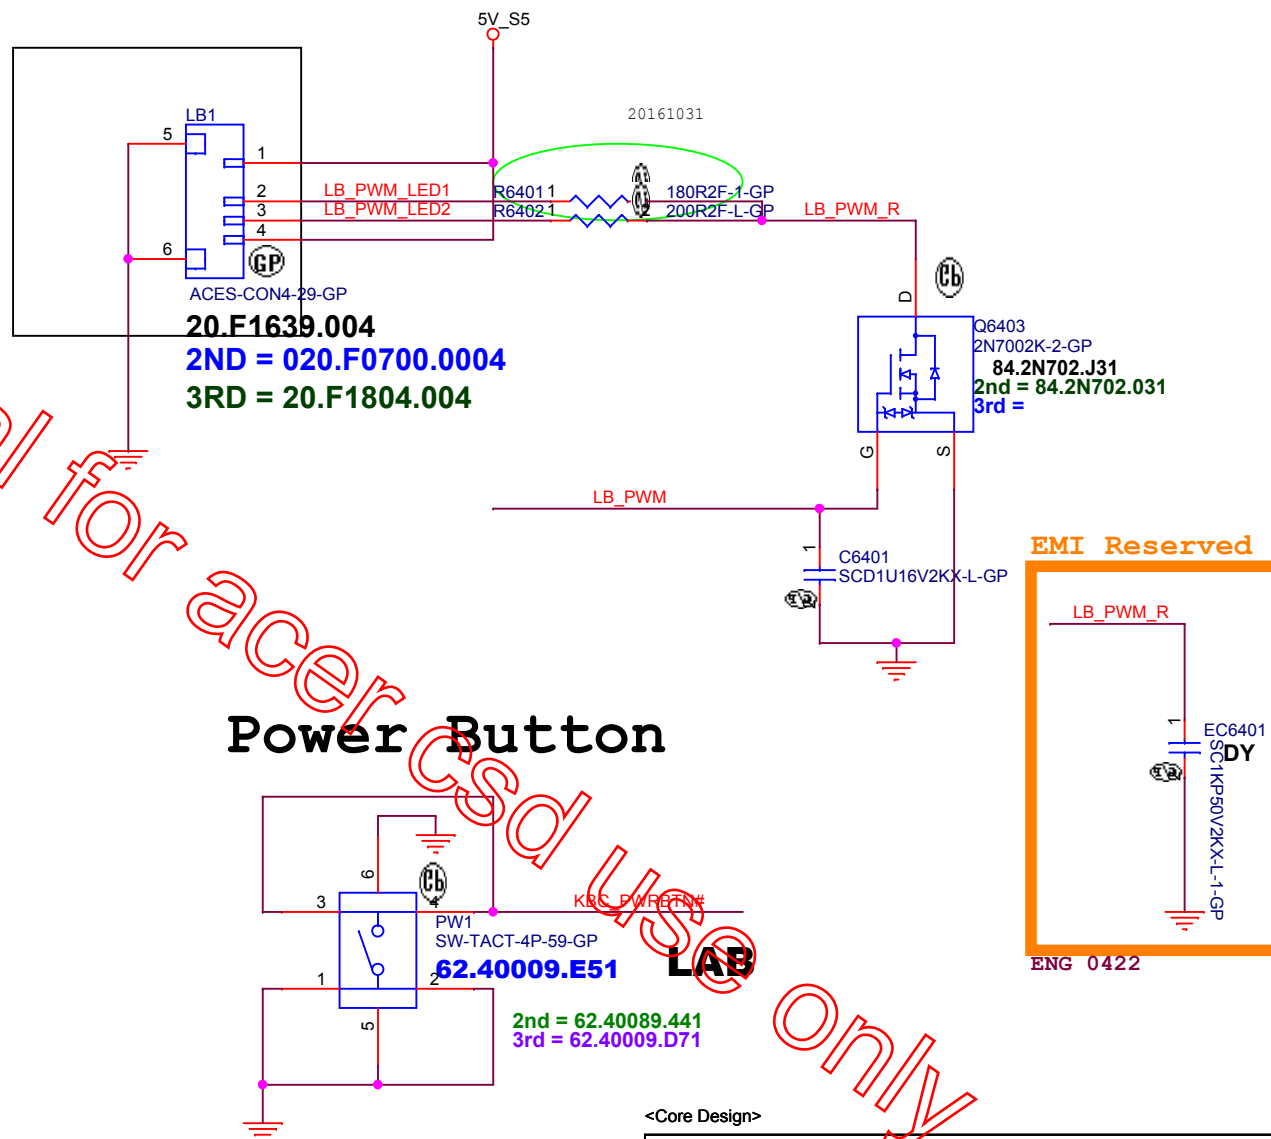 5V_S5
20161031
LB1
5
1
2
LB_PWM_LED1
R6401
1
180R2F-1-GP
3
LB_PWM_LED2
R6402
1
2
200R2F-L-GP
LB_PWM_R
4
6
GP
ACES-CON4-29-GP
20.F1639.004
2ND = 020.F0700.0004
3RD = 20.F1804.004
D
Q6403
2N7002K-2-GP
84.2N702.J31
2nd = 84.2N702.031
3rd =
G
S
LB_PWM
1
C6401
SCD1U16V2KX-L-GP
EMI Reserved
LB_PWM_R
1
EC6401
DY
SC1KP50V2KX-L-1-GP
ENG 0422
Power Button
6
3
4
KBC_PWRBTN#
PW1
SW-TACT-4P-59-GP
62.40009.E51
LAB
1
2
5
2nd = 62.40089.441
3rd = 62.40009.D71
for acer csd use only
<Core Design>